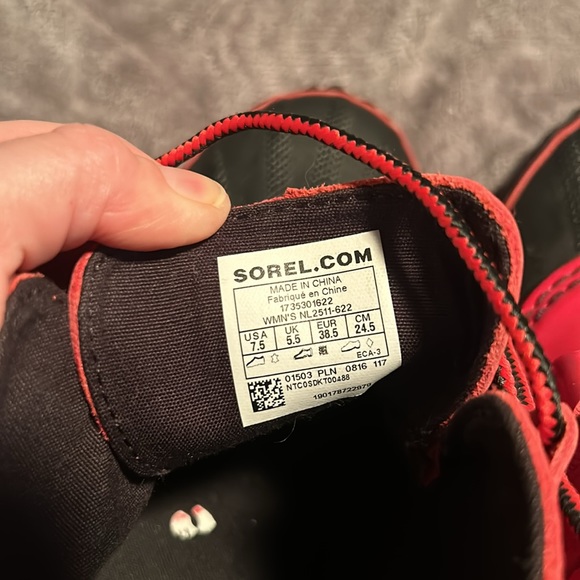 SOREL.COM
MADE IN CHINA
Fabriqué en Chine
1735301622
WMN'S NL2511-622
USA UK EUR CM
7.5 5.5 38.5 24.5
ECA-3
01503 PLN 0816 117
NTC0SDKT00488
190178722979